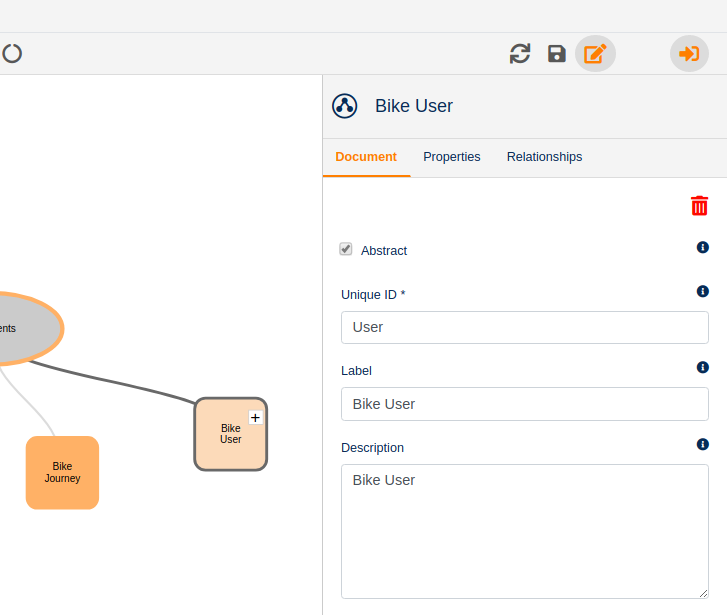 Bike User
Document Properties Relationships
Abstract
Unique ID *
User
Label
Bike User
Description
Bike User
ents
Bike
User
Bike
Journey